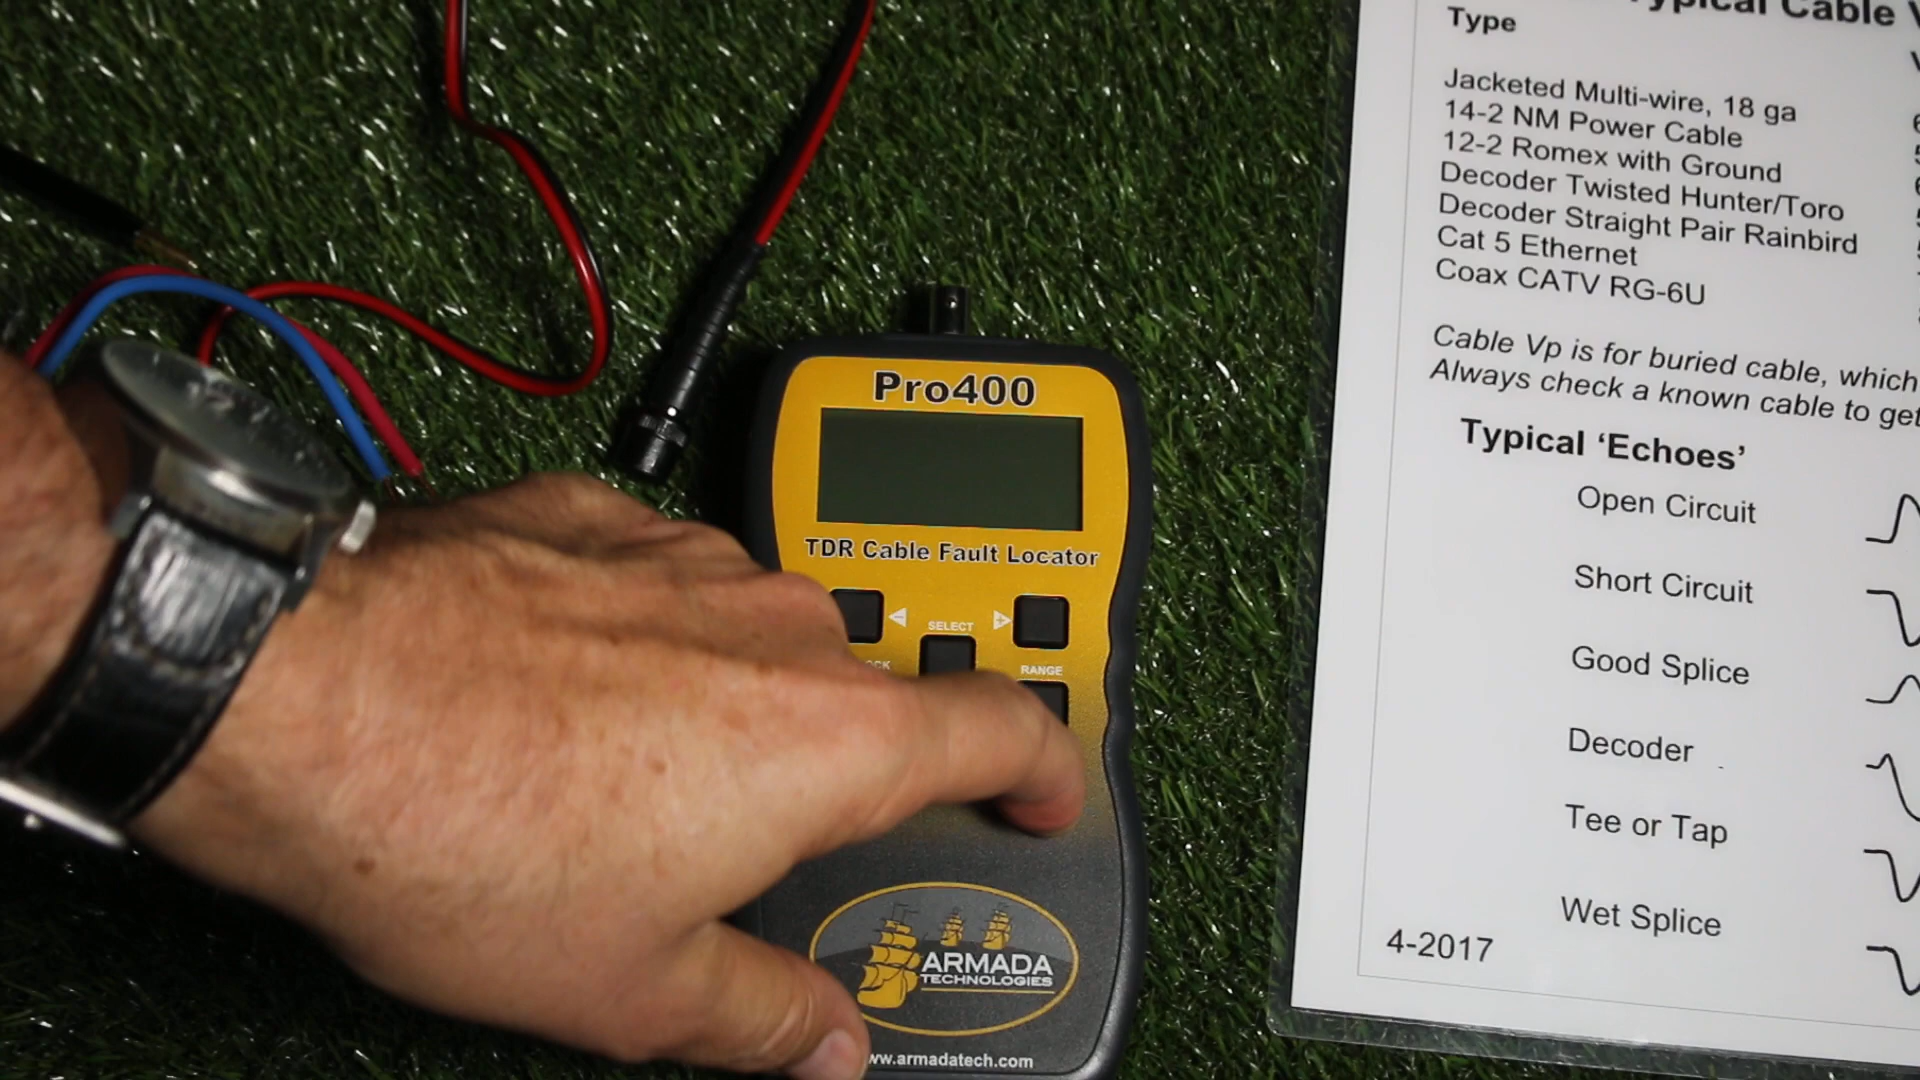 Pro400
TDR Cable Fault Locator
SELECT
RANGE
ARMADA
TECHNOLOGIES
www.armadatech.com
Typical Cable
Type
Jacketed Multi-wire, 18 ga
14-2 NM Power Cable
12-2 Romex with Ground
Decoder Twisted Hunter/Toro
Decoder Straight Pair Rainbird
Cat 5 Ethernet
Coax CATV RG-6U
Cable Vp is for buried cable, which
Always check a known cable to get
Typical ‘Echoes’
Open Circuit
Short Circuit
Good Splice
Decoder
Tee or Tap
Wet Splice
4-2017